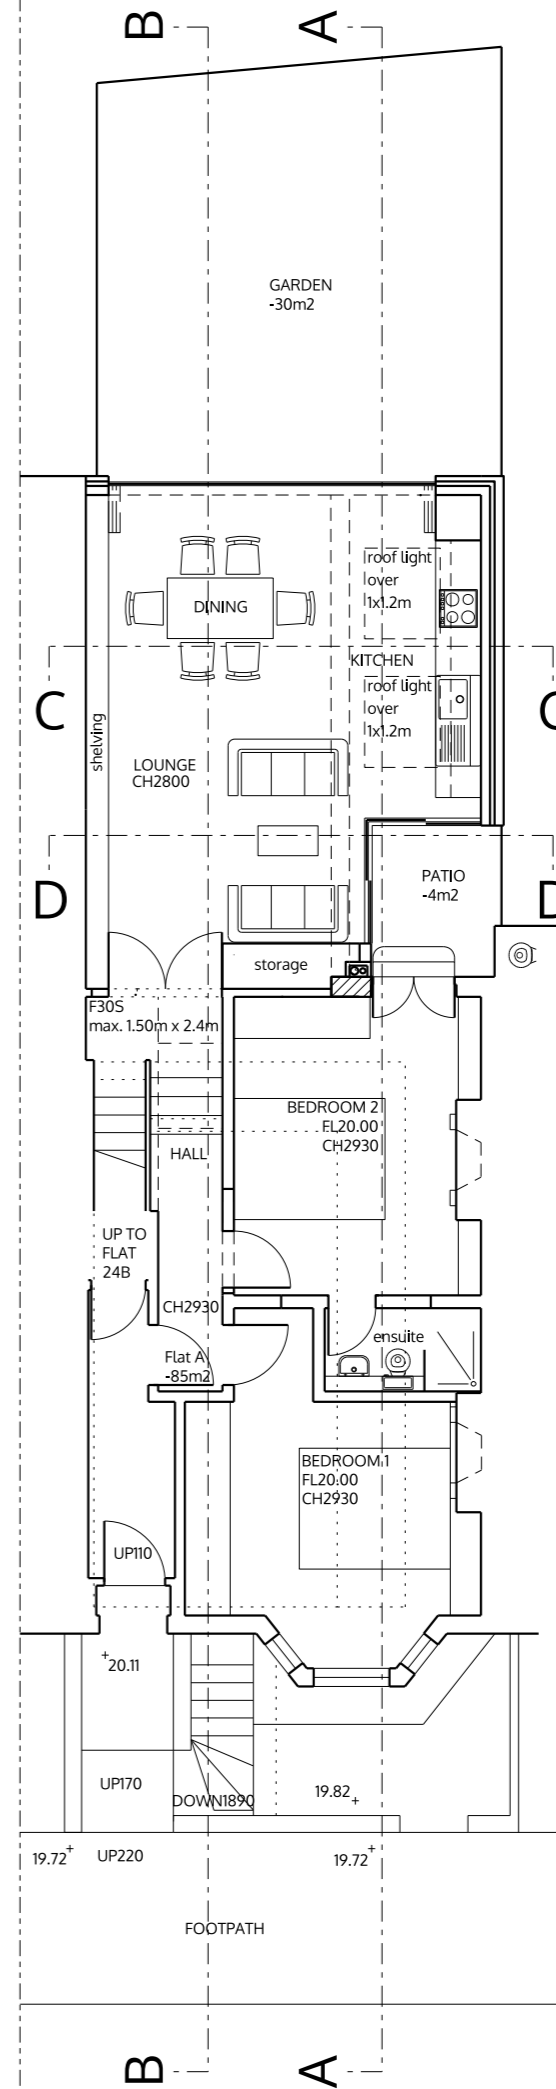 B
A
GARDEN
-30m2
roof light
over
1x1.2m
DINING
KITCHEN
C
C
roof light
over
1x1.2m
shelving
LOUNGE
CH2800
D
D
PATIO
-4m2
storage
F30S
max. 1.50m x 2.4m
BEDROOM 2
FL20.00
CH2930
HALL
UP TO
FLAT
24B
CH2930
ensuite
Flat A
-85m2
BEDROOM 1
FL20.00
CH2930
UP110
20.11
UP170
DOWN1890
19.82
19.72
UP220
19.72
FOOTPATH
B
A